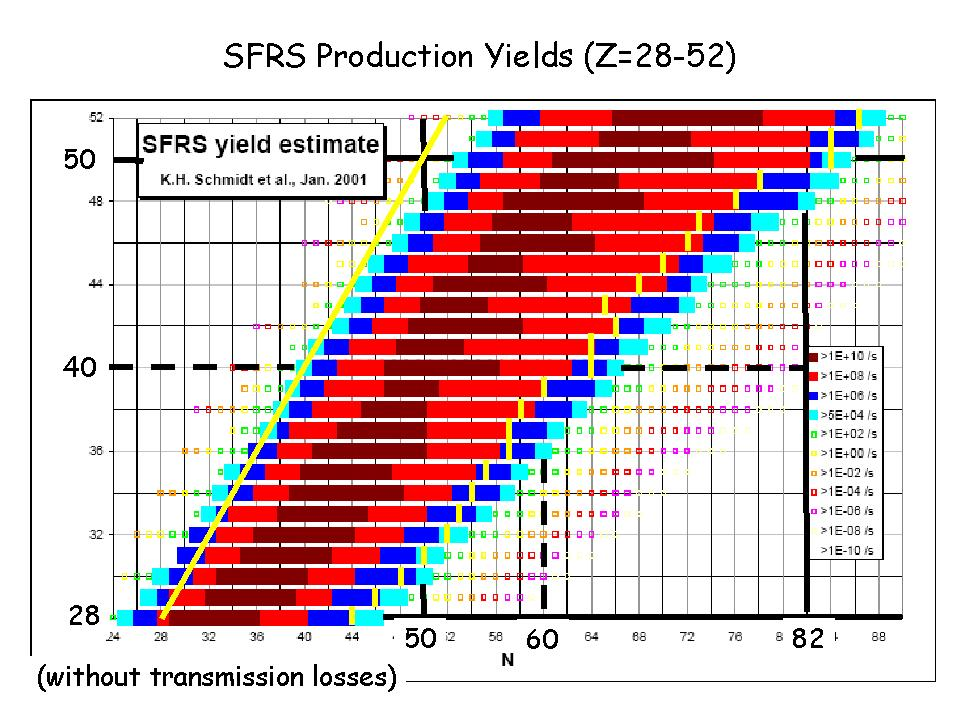 SFRS Production Yields (Z=28-52)
52
SFRS yield estimate
K.H. Schmidt et al., Jan. 2001
50
48
44
40
36
32
28
>1E+10 /s
>1E+08 /s
>1E+06 /s
>5E+04 /s
>1E+02 /s
>1E+00 /s
>1E-02 /s
>1E-04 /s
>1E-06 /s
>1E-08 /s
>1E-10 /s
24 28 32 36 40 44 50 56 60 64 68 72 76 82 88
N
(without transmission losses)